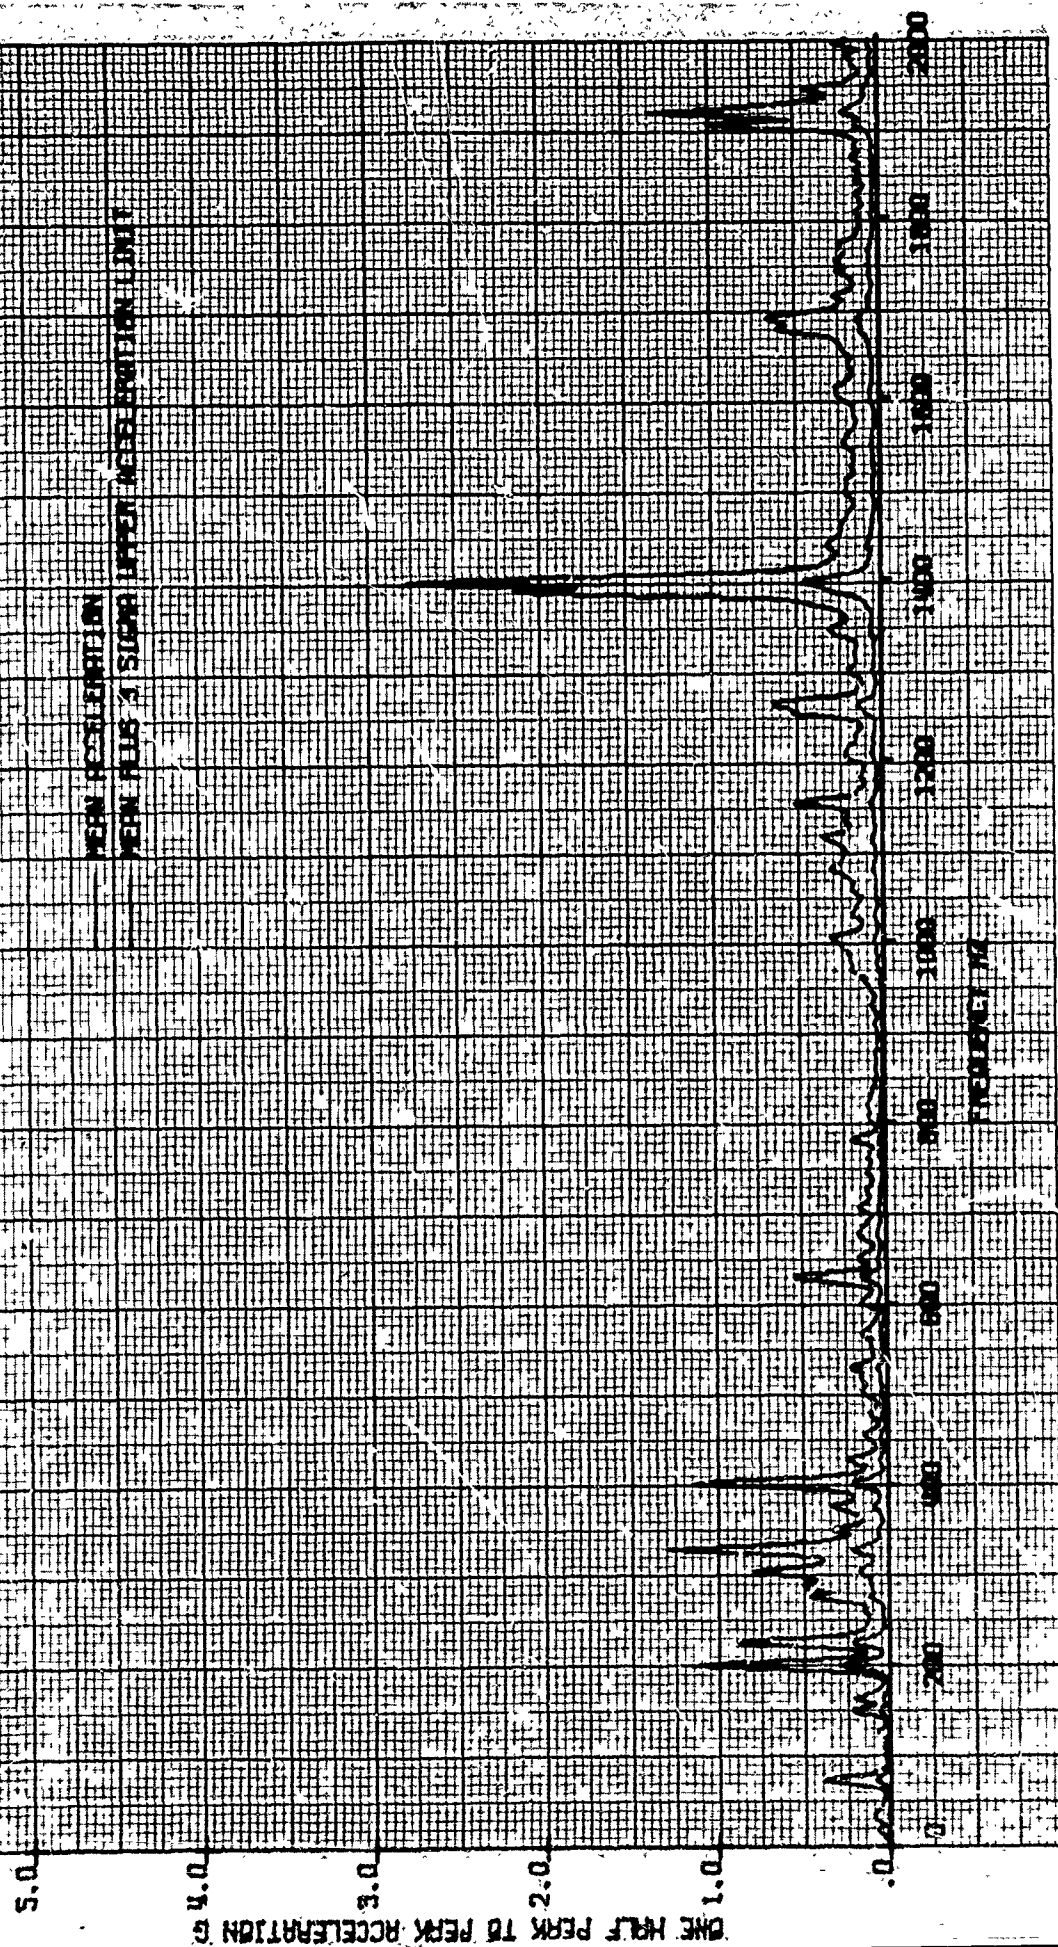 MEAN ACCELERATION
MEAN PLUS 3 SIGMA UPPER ACCELERATION LIMIT
ONE HALF PEAK TO PEAK ACCELERATION G
5.0
4.0
3.0
2.0
1.0
.0
0 200 400 600 800 1000 1200 1400 1600 1800 2000
FREQUENCY HZ